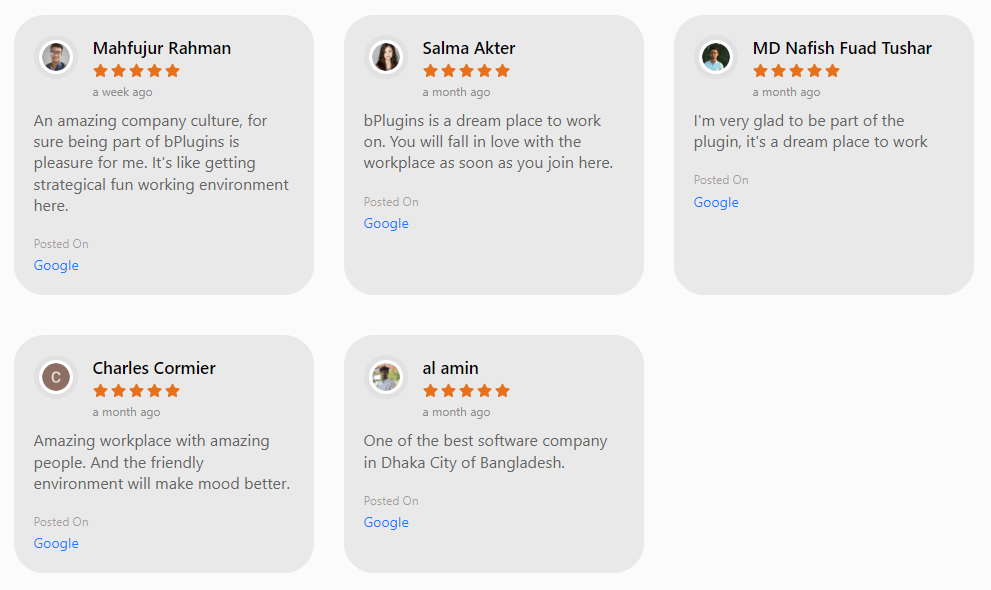 Mahfujur Rahman
a week ago
An amazing company culture, for
sure being part of bPlugins is
pleasure for me. It's like getting
strategical fun working environment
here.
Posted On
Google
Salma Akter
a month ago
bPlugins is a dream place to work
on. You will fall in love with the
workplace as soon as you join here.
Posted On
Google
MD Nafish Fuad Tushar
a month ago
I'm very glad to be part of the
plugin, it's a dream place to work
Posted On
Google
C
Charles Cormier
a month ago
Amazing workplace with amazing
people. And the friendly
environment will make mood better.
Posted On
Google
al amin
a month ago
One of the best software company
in Dhaka City of Bangladesh.
Posted On
Google